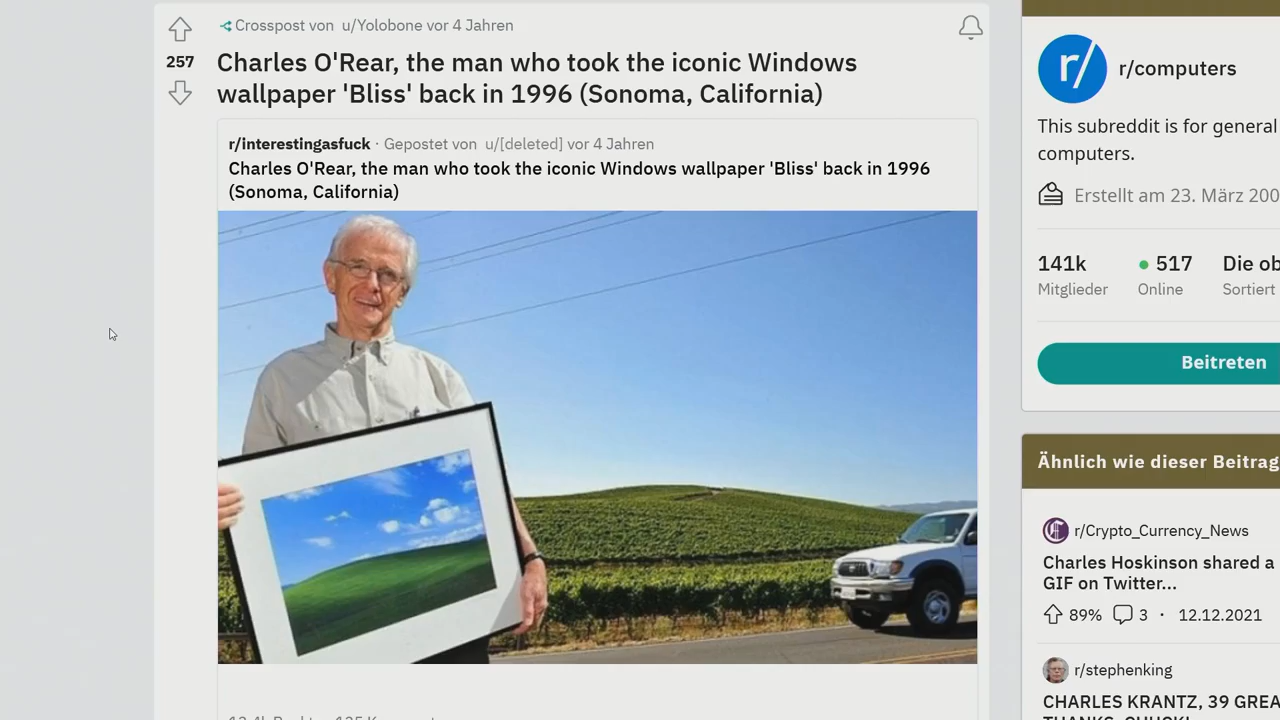 Crosspost von u/Yolobone vor 4 Jahren
257
Charles O'Rear, the man who took the iconic Windows
wallpaper 'Bliss' back in 1996 (Sonoma, California)
r/interestingasfuck · Gepostet von u/[deleted] vor 4 Jahren
Charles O'Rear, the man who took the iconic Windows wallpaper 'Bliss' back in 1996
(Sonoma, California)
r/computers
This subreddit is for general
computers.
Erstellt am 23. März 200
141k
517
Die ob
Mitglieder
Online
Sortiert
Beitreten
Ähnlich wie dieser Beitrag
r/Crypto_Currency_News
Charles Hoskinson shared a
GIF on Twitter...
89% 3 · 12.12.2021
r/stephenking
CHARLES KRANTZ, 39 GREA